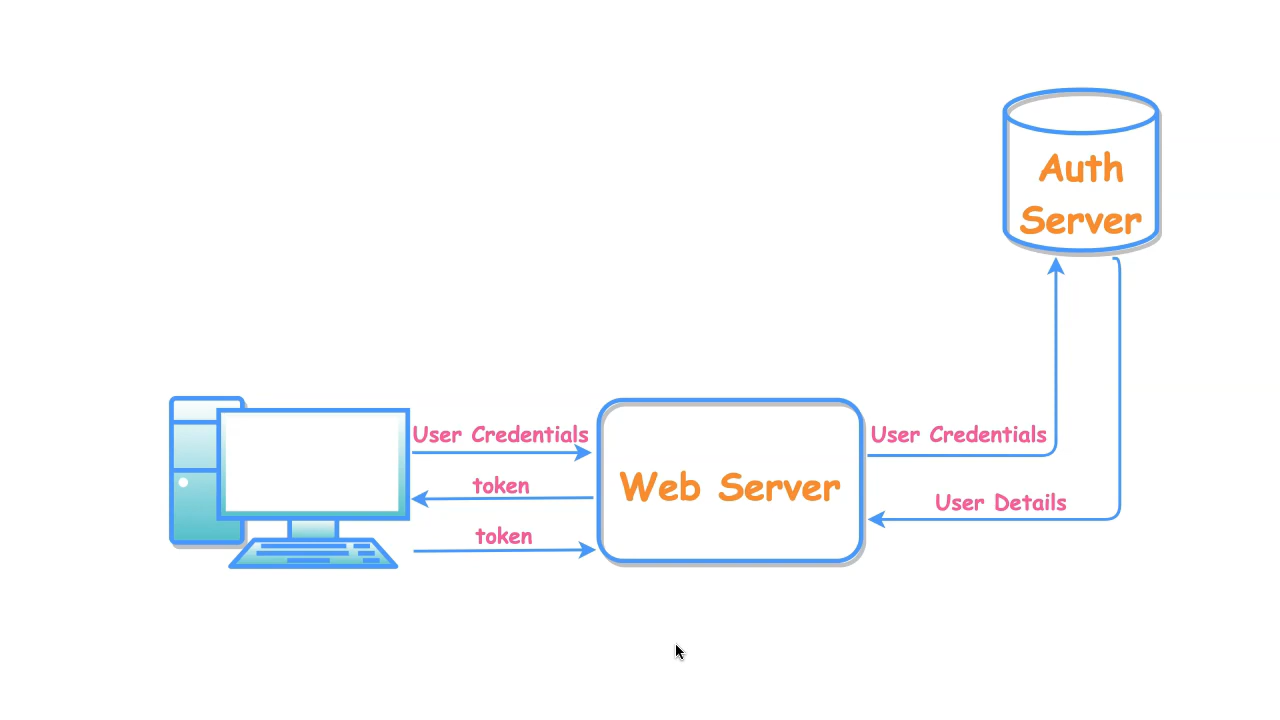 Auth
Server
User Credentials
User Credentials
token
Web Server
User Details
token